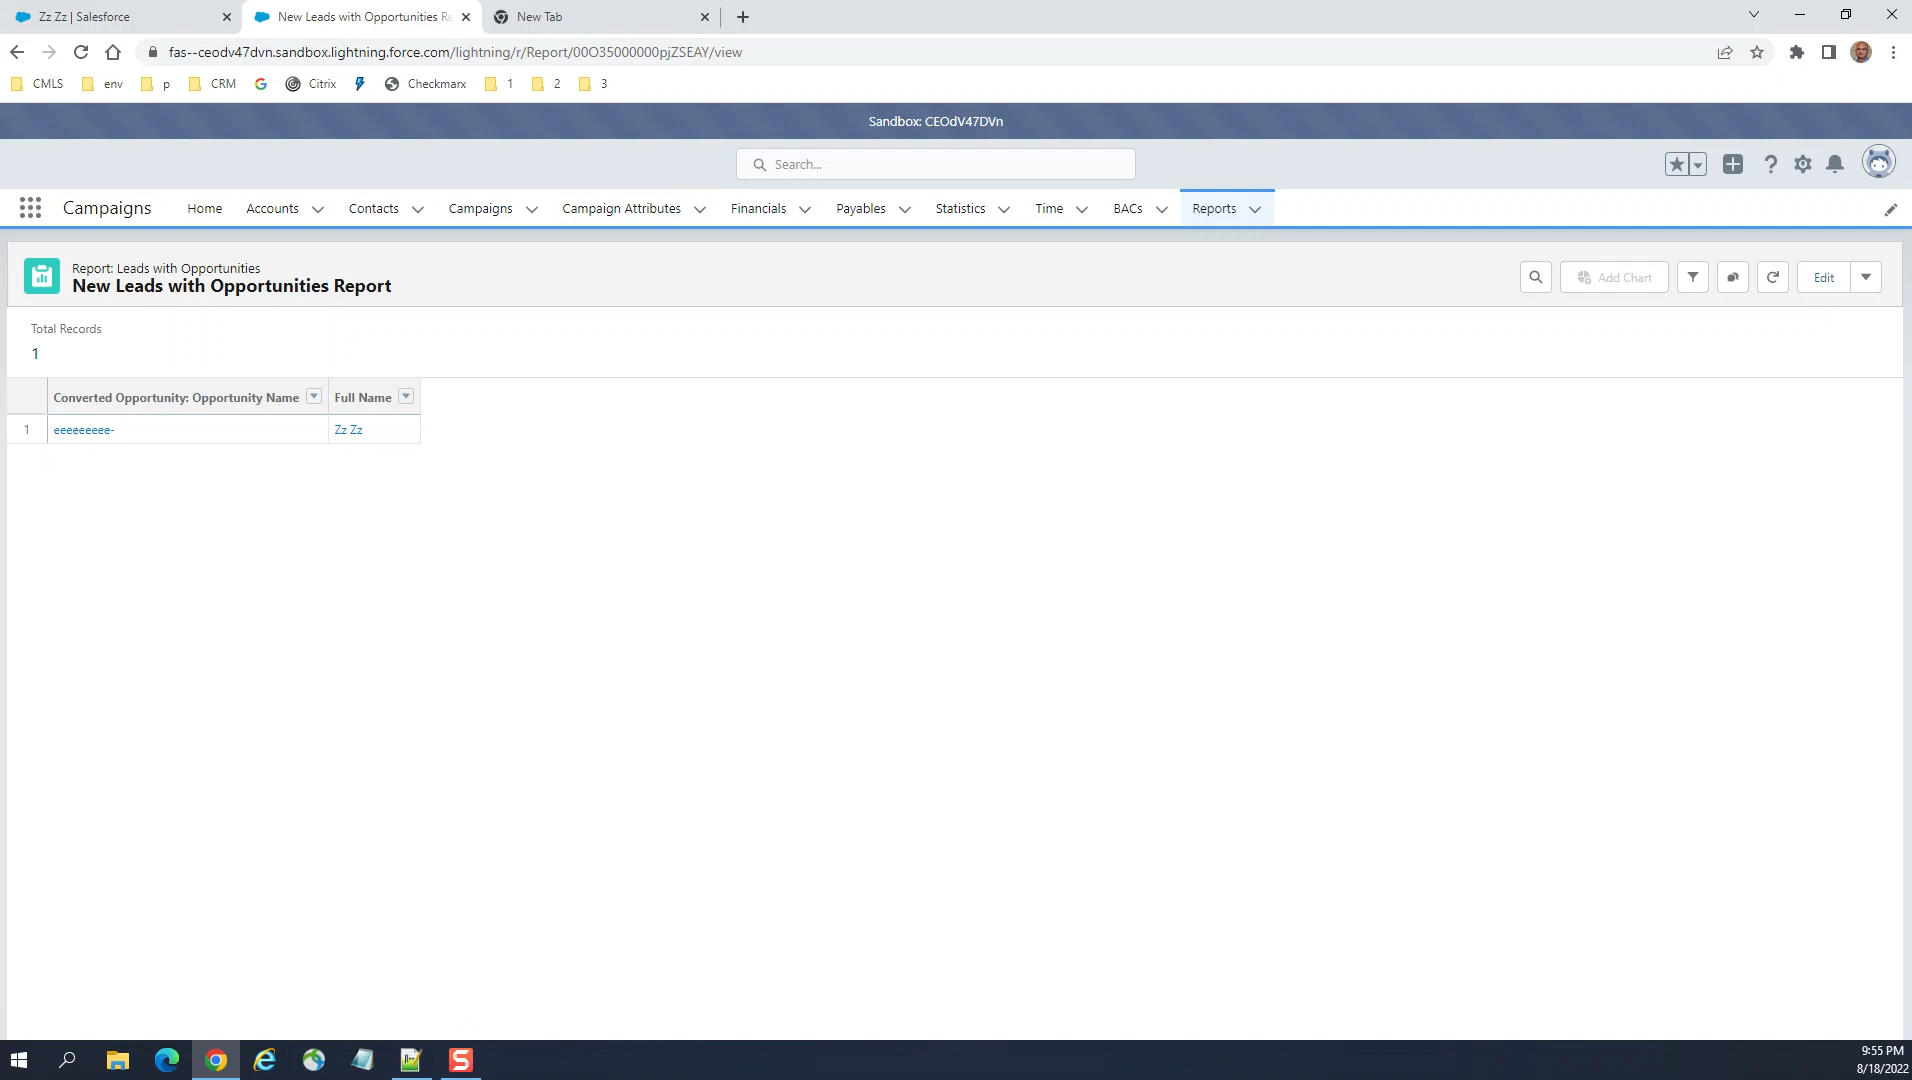 Zz Zz | Salesforce
New Leads with Opportunities Re
New Tab
fas--ceodv47dvn.sandbox.lightning.force.com/lightning/r/Report/00O35000000pjZSEAY/view
CMLS env p CRM Citrix Checkmarx 1 2 3
Sandbox: CEOdV47DVn
Search...
Campaigns Home Accounts Contacts Campaigns Campaign Attributes Financials Payables Statistics Time BACs Reports
Report: Leads with Opportunities
New Leads with Opportunities Report
Add Chart
Edit
Total Records
1
Converted Opportunity: Opportunity Name Full Name
1 eeeeeeeee- Zz Zz
9:55 PM
8/18/2022